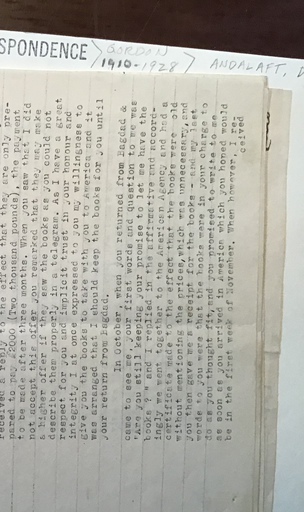 received a reply to the effect that they are only pre-
pared to pay £2000 (Two thousand pounds), the payment
to be made after three months. When you saw that I did
not accept this offer you remarked that they may make
a higher offer if they saw the books as you could not
describe them properly in a telegram. As I have a great
respect for you and implicit trust in your honour and
integrity I at once expressed to you my willingness to
give you the books to take with you to America and it
was arranged that I should keep the books for you until
your return from Bagdad.
In October, when you returned from Bagdad &
came to see me, your first words and question to me was
"Are you still keeping your promise to let me have the
books ? " and I replied in the affirmative and accord-
ingly we went together to the American Agency and had a
certificate made to the effect that the books were old
without mentioning the prices,which was unnecessary,and
you then gave me a receipt for the books - and my last
words to you were that the books were in your charge to
do as you thought fit,and you promised to write to me
as soon as you arrived in America which you hoped would
be in the first week of November. When however, I re-
ceived
SPONDENCE
(GORDON
1910-1928)
ANDALAFT,